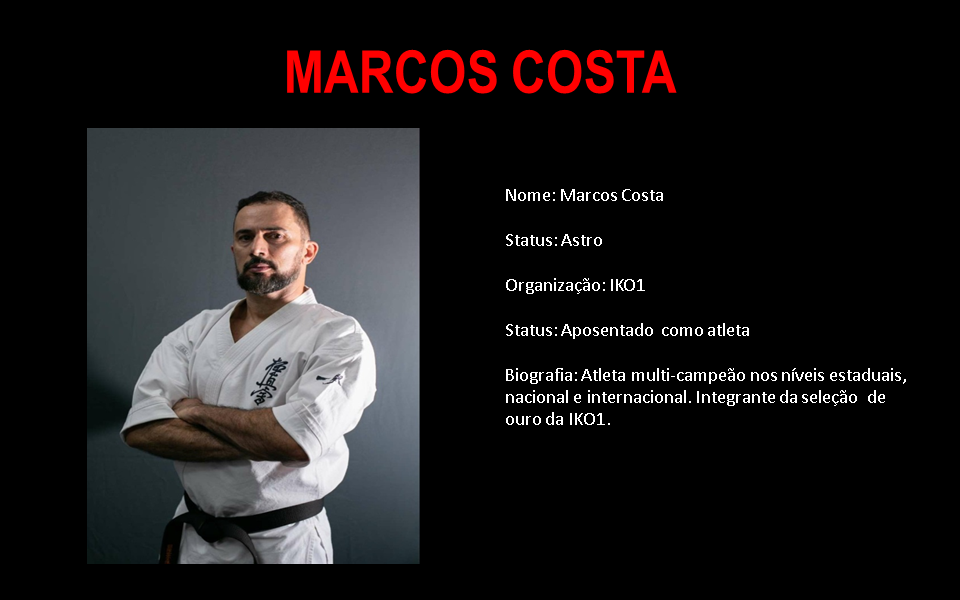 MARCOS COSTA
Nome: Marcos Costa
Status: Astro
Organização: IKO1
Status: Aposentado como atleta
Biografia: Atleta multi-campeão nos níveis estaduais,
nacional e internacional. Integrante da seleção de
ouro da IKO1.